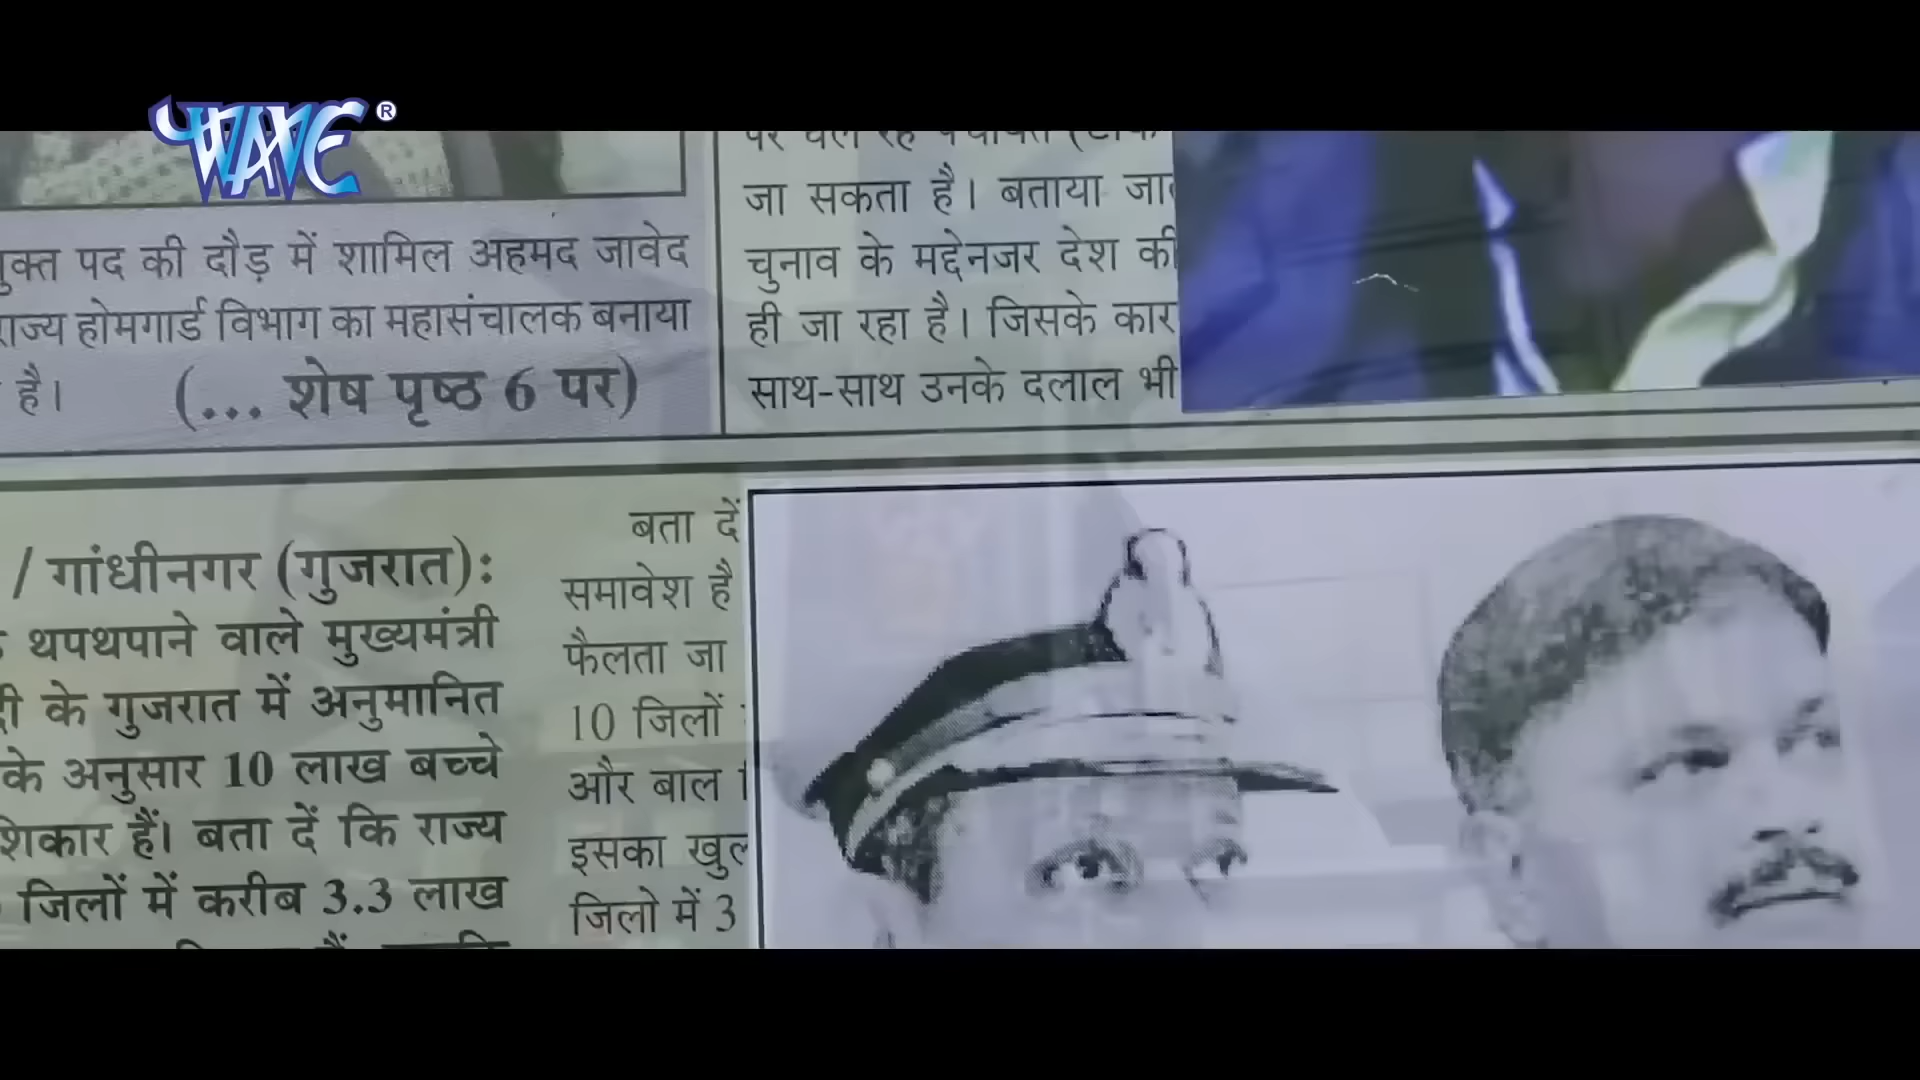 WAVE®
पद की दौड़ में शामिल अहमद जावेद
राज्य होमगार्ड विभाग का महासंचालक बनाया
है।
(... शेष पृष्ठ 6 पर)
जा सकता है। बताया
चुनाव के मद्देनजर देश की
ही जा रहा है। जिसके
साथ-साथ उनके दलाल भी
/ गांधीनगर (गुजरात):
थपथपाने वाले मुख्यमंत्री
के गुजरात में अनुमानित
के अनुसार 10 लाख बच्चे
शिकार हैं। बता दें कि राज्य
जिलों में करीब 3.3 लाख
बता दें
समावेश है
फैलता जा
10 जिलों
और बाल
इसका
जिलो में 3